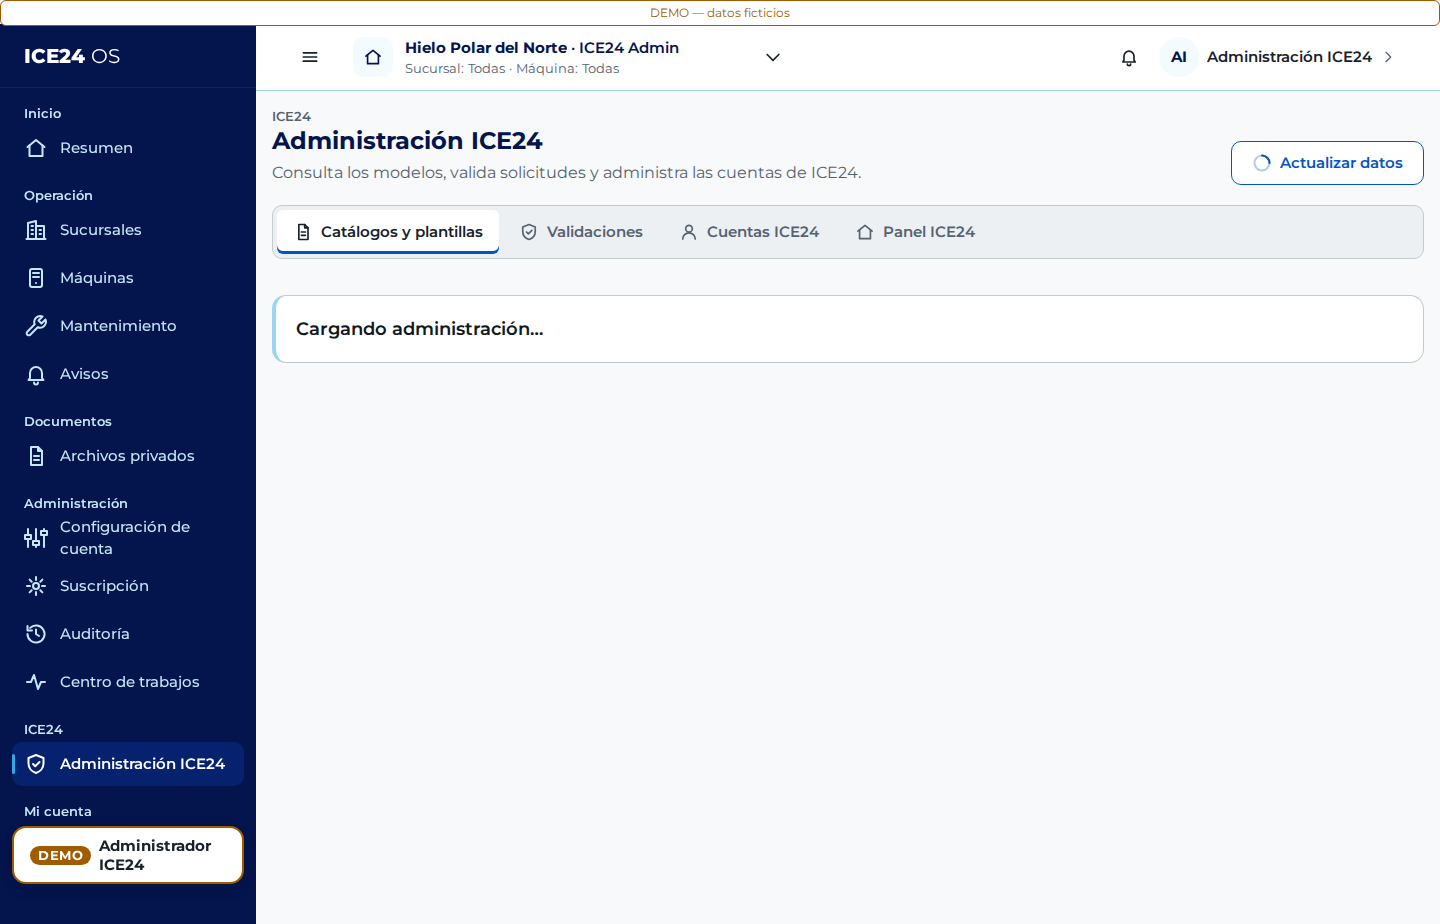 DEMO — datos ficticios
ICE24 OS
Inicio
Resumen
Operación
Sucursales
Máquinas
Mantenimiento
Avisos
Documentos
Archivos privados
Administración
Configuración de
cuenta
Suscripción
Auditoría
Centro de trabajos
ICE24
Administración ICE24
Mi cuenta
DEMO
Administrador
ICE24
Hielo Polar del Norte · ICE24 Admin
Sucursal: Todas · Máquina: Todas
AI
Administración ICE24
ICE24
Administración ICE24
Consulta los modelos, valida solicitudes y administra las cuentas de ICE24.
Actualizar datos
Catálogos y plantillas
Validaciones
Cuentas ICE24
Panel ICE24
Cargando administración...